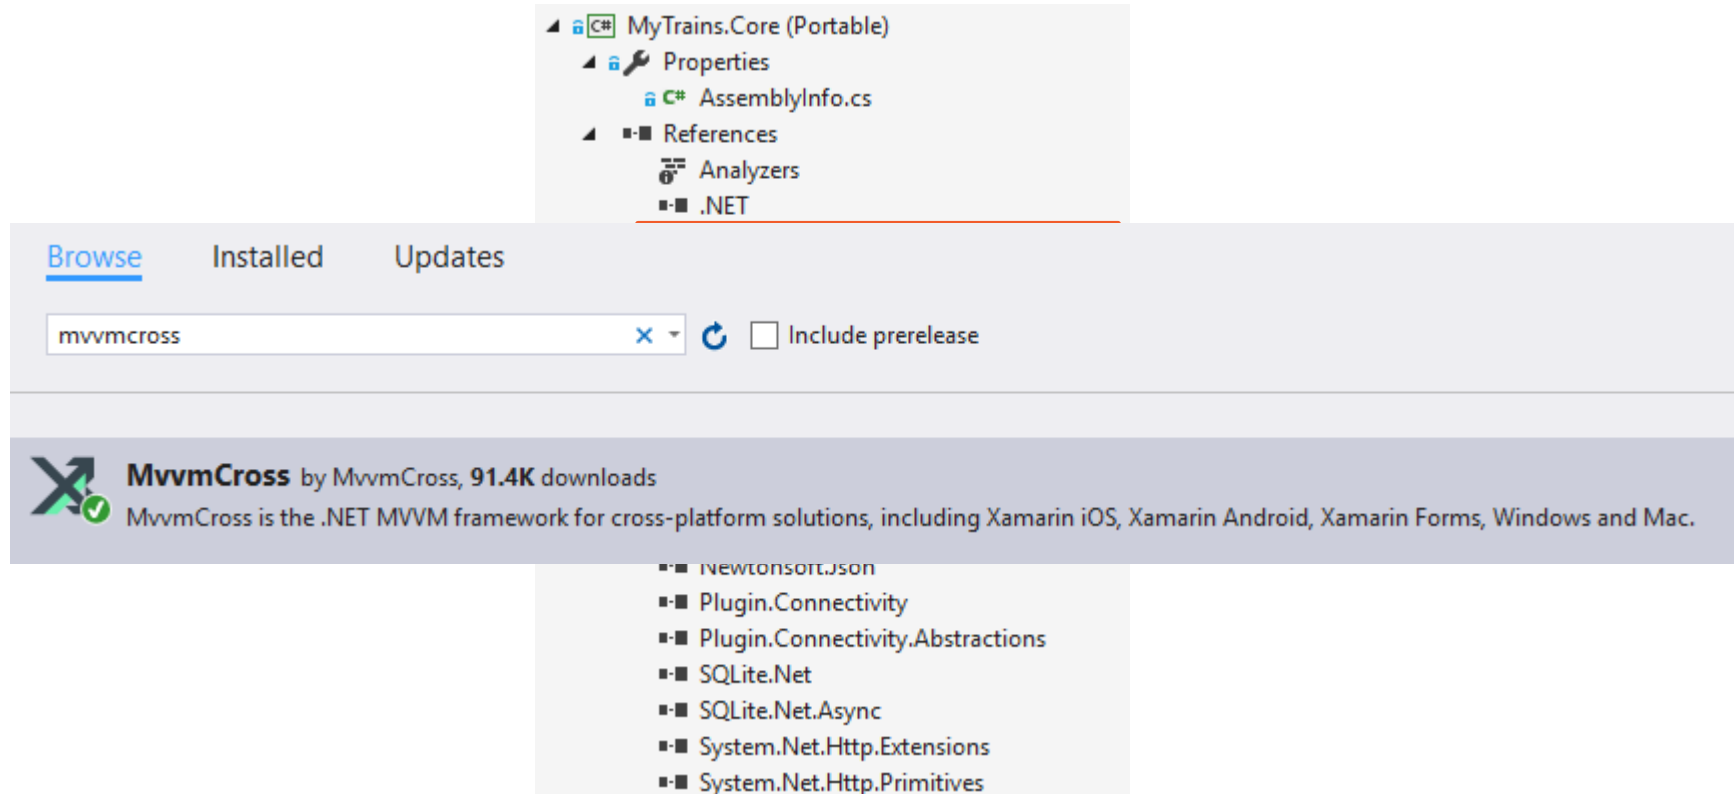 C# MyTrains.Core (Portable)
Properties
C# AssemblyInfo.cs
References
Analyzers
.NET
Browse Installed Updates
mvvmcross
Include prerelease
MvvmCross by MvvmCross, 91.4K downloads
MvvmCross is the .NET MVVM framework for cross-platform solutions, including Xamarin iOS, Xamarin Android, Xamarin Forms, Windows and Mac.
Newtonsoft.Json
Plugin.Connectivity
Plugin.Connectivity.Abstractions
SQLite.Net
SQLite.Net.Async
System.Net.Http.Extensions
System.Net.Http.Primitives